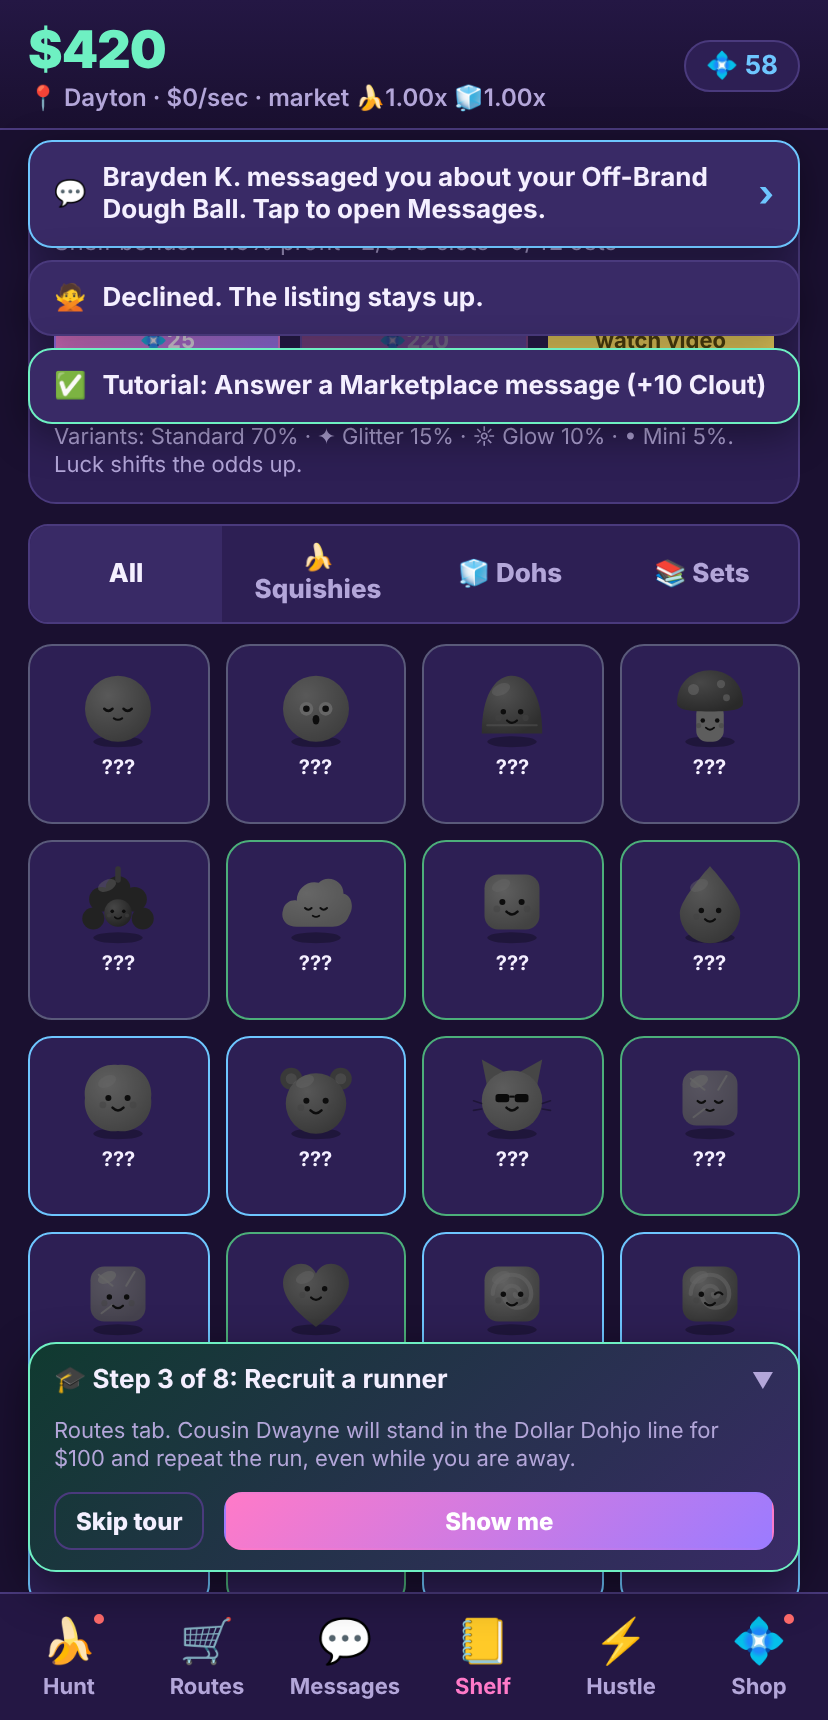 $420
58
Dayton · $0/sec · market 1.00x 1.00x
Brayden K. messaged you about your Off-Brand
Dough Ball. Tap to open Messages.
Declined. The listing stays up.
25
220
watch video
Tutorial: Answer a Marketplace message (+10 Clout)
Variants: Standard 70% · ✦ Glitter 15% · ☼ Glow 10% · • Mini 5%.
Luck shifts the odds up.
All
Squishies
Dohs
Sets
???
???
???
???
???
???
???
???
???
???
???
???
Step 3 of 8: Recruit a runner
Routes tab. Cousin Dwayne will stand in the Dollar Dohjo line for
$100 and repeat the run, even while you are away.
Skip tour
Show me
Hunt
Routes
Messages
Shelf
Hustle
Shop